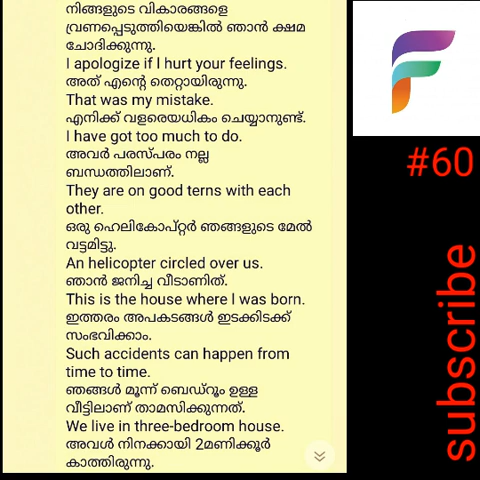 നിങ്ങളുടെ വികാരങ്ങളെ
വ്രണപ്പെടുത്തിയെങ്കിൽ ഞാൻ ക്ഷമ
ചോദിക്കുന്നു.
I apologize if I hurt your feelings.
അത് എന്റെ തെറ്റായിരുന്നു.
That was my mistake.
എനിക്ക് വളരെയധികം ചെയ്യാനുണ്ട്.
I have got too much to do.
അവർ പരസ്പരം നല്ല
ബന്ധത്തിലാണ്.
They are on good terns with each
other.
ഒരു ഹെലികോപ്റ്റർ ഞങ്ങളുടെ മേൽ
വട്ടമിട്ടു.
An helicopter circled over us.
ഞാൻ ജനിച്ച വീടാണിത്.
This is the house where I was born.
ഇത്തരം അപകടങ്ങൾ ഇടക്കിടക്ക്
സംഭവിക്കാം.
Such accidents can happen from
time to time.
ഞങ്ങൾ മൂന്ന് ബെഡ്റൂം ഉള്ള
വീട്ടിലാണ് താമസിക്കുന്നത്.
We live in three-bedroom house.
അവൾ നിനക്കായി 2മണിക്കൂർ
കാത്തിരുന്നു.
#60
subscribe